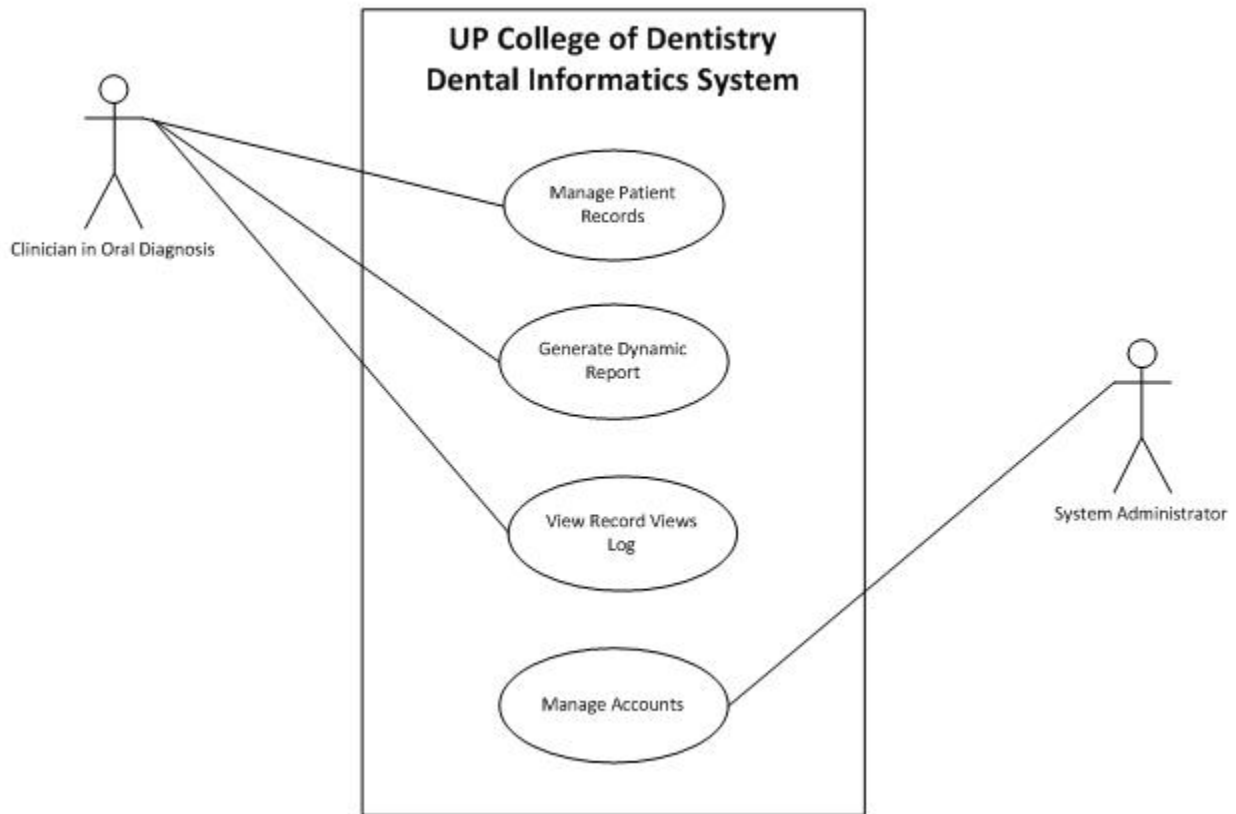 UP College of Dentistry
Dental Informatics System
Clinician in Oral Diagnosis
Manage Patient
Records
Generate Dynamic
Report
View Record Views
Log
Manage Accounts
System Administrator